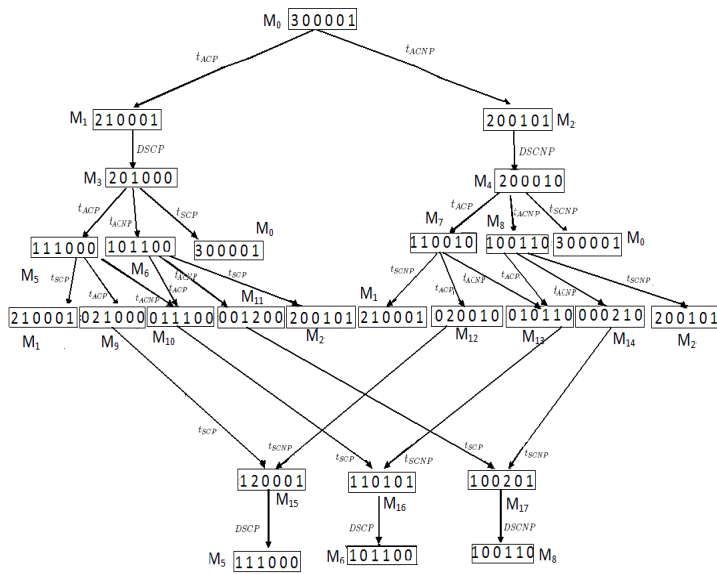 M0 300001
tACP tACNP
M1 210001 200101 M2
DSCP DSCNP
M3 201000 M4 200010
tACP tACNP tSCP tACP tACNP tSCNP
M0 M7 M8
111000 101100 300001 110010 100110 300001 M0
M5 M6
tSCP tACP tACNP tACP tACNP tSCP tSCNP tACP tACNP tACP tACNP tSCNP
M11 M1
210001 021000 011100 001200 200101 210001 020010 010110 000210 200101
M1 M9 M10 M2 M12 M13 M14 M2
tSCP tSCNP tSCP tSCNP tSCP tSCNP
120001 110101 100201
M15 M16 M17
DSCP DSCP DSCNP
M5 111000 M6 101100 100110 M8